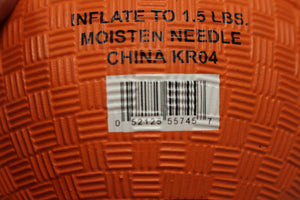 INFLATE TO 1.5 LBS.
MOISTEN NEEDLE
CHINA KR04
0 52125 55745 7